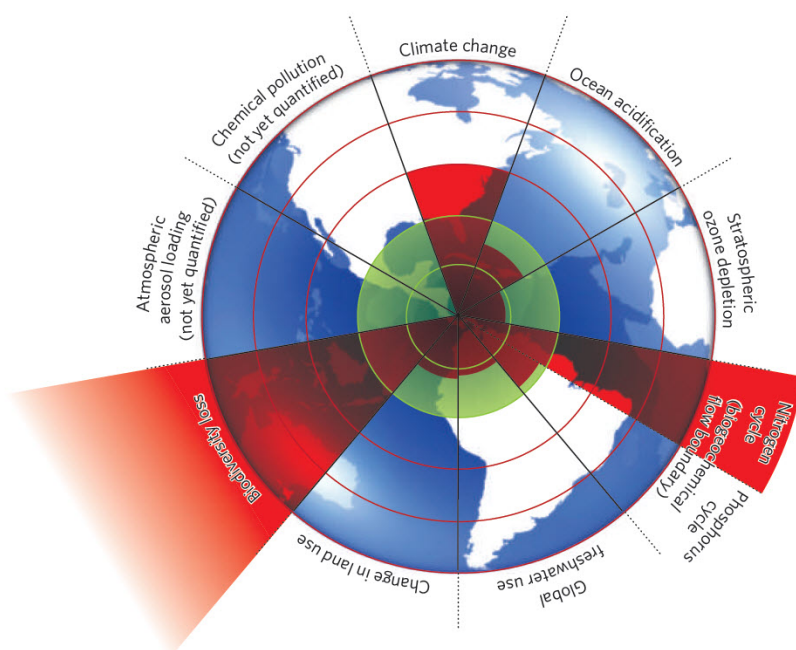 Climate change
Ocean acidification
Stratospheric
ozone depletion
Nitrogen
cycle
(biogeochemical
flow boundary)
Phosphorus
cycle
Global
freshwater use
Change in land use
Biodiversity loss
Atmospheric
aerosol loading
(not yet quantified)
Chemical pollution
(not yet quantified)